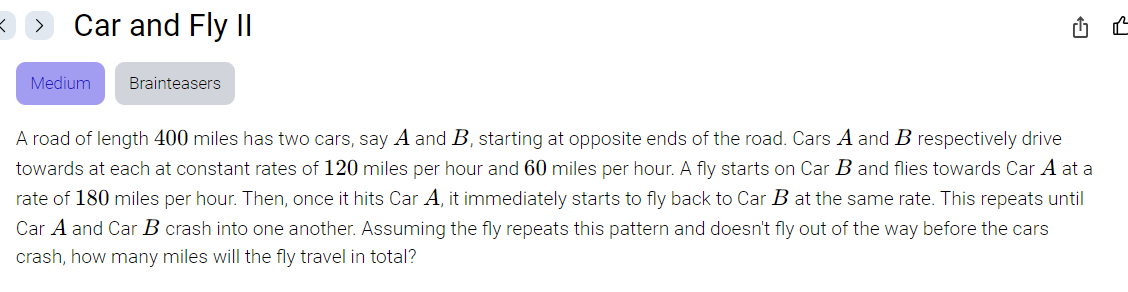 Car and Fly II
Medium
Brainteasers
A road of length 400 miles has two cars, say A and B, starting at opposite ends of the road. Cars A and B respectively drive
towards at each at constant rates of 120 miles per hour and 60 miles per hour. A fly starts on Car B and flies towards Car A at a
rate of 180 miles per hour. Then, once it hits Car A, it immediately starts to fly back to Car B at the same rate. This repeats until
Car A and Car B crash into one another. Assuming the fly repeats this pattern and doesn't fly out of the way before the cars
crash, how many miles will the fly travel in total?